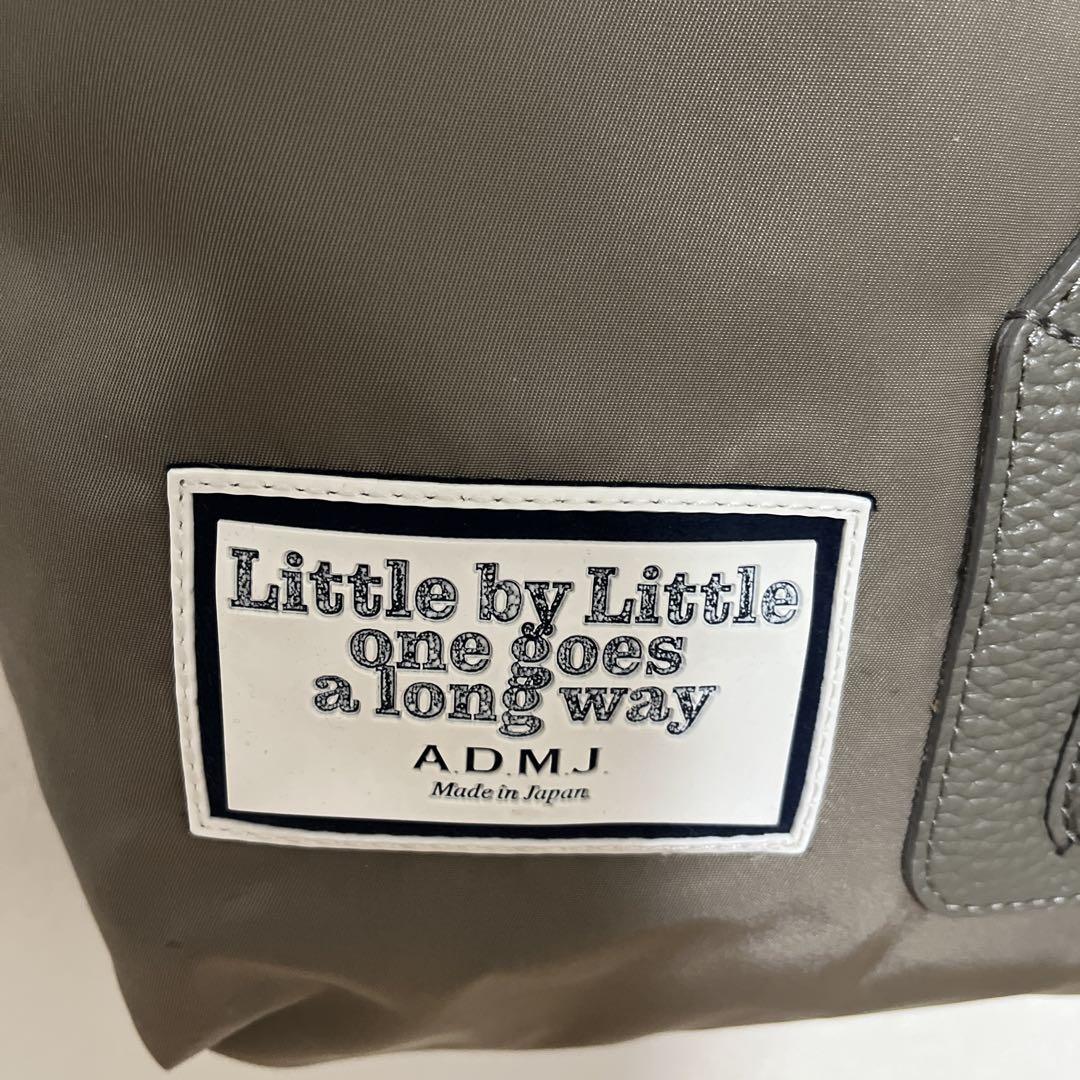 Little by Little
one goes
a long way
A.D.M.J.
Made in Japan